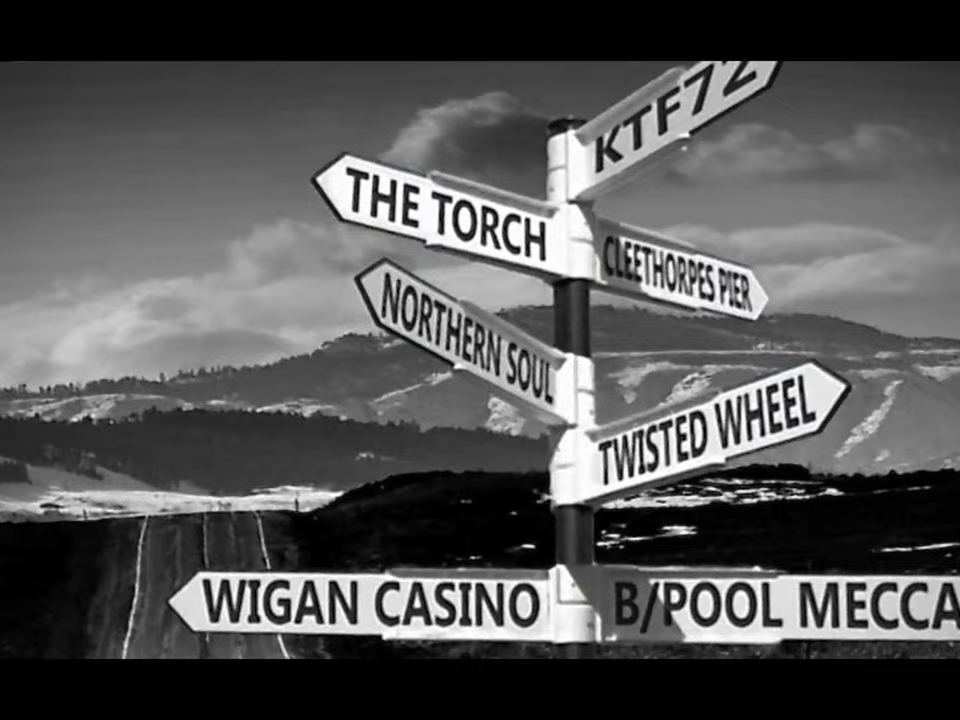 KTF72
THE TORCH
CLEETHORPES PIER
NORTHERN SOUL
TWISTED WHEEL
WIGAN CASINO
B/POOL MECCA